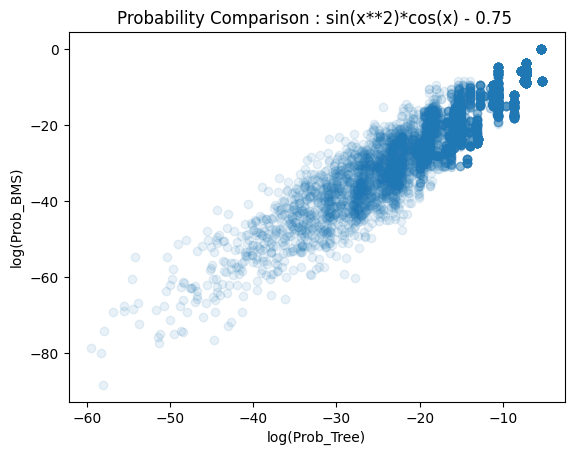 Probability Comparison : sin(x**2)*cos(x) - 0.75
0
−20
−40
−60
−80
log(Prob_BMS)
−60 −50 −40 −30 −20 −10
log(Prob_Tree)